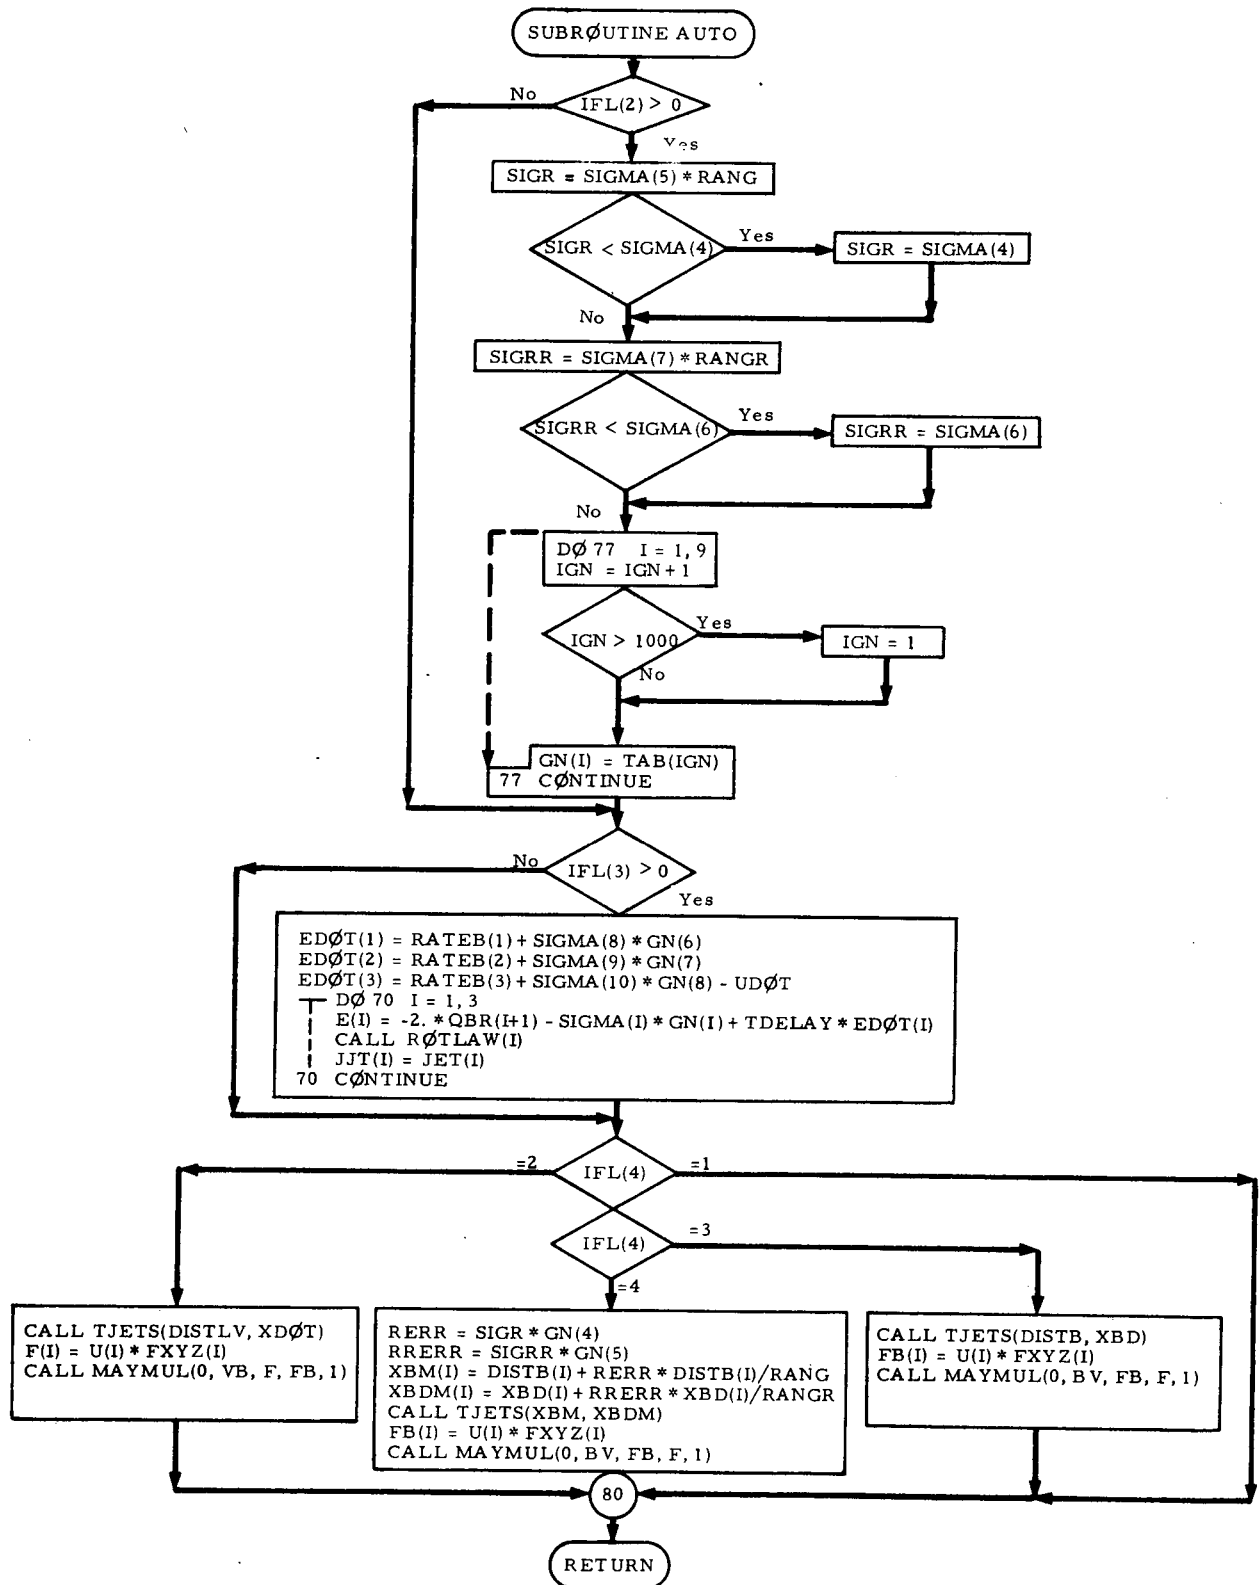 SUBRØUTINE AUTO
No
IFL(2) > 0
Yes
SIGR = SIGMA(5) * RANG
SIGR < SIGMA(4)
Yes
SIGR = SIGMA(4)
No
SIGRR = SIGMA(7) * RANGR
SIGRR < SIGMA(6)
Yes
SIGRR = SIGMA(6)
No
DØ 77 I = 1, 9
IGN = IGN+1
IGN > 1000
Yes
IGN = 1
No
GN(I) = TAB(IGN)
77 CØNTINUE
No
IFL(3) > 0
Yes
EDØT(1) = RATEB(1) + SIGMA(8) * GN(6)
EDØT(2) = RATEB(2) + SIGMA(9) * GN(7)
EDØT(3) = RATEB(3) + SIGMA(10) * GN(8) - UDØT
DØ 70 I = 1, 3
E(I) = -2. * QBR(I+1) - SIGMA(I) * GN(I) + TDELAY * EDØT(I)
CALL RØTLAW(I)
JJT(I) = JET(I)
70 CØNTINUE
=2
IFL(4)
=1
IFL(4)
=3
=4
CALL TJETS(DISTLV, XDØT)
F(I) = U(I) * FXYZ(I)
CALL MAYMUL(0, VB, F, FB, 1)
RERR = SIGR * GN(4)
RRERR = SIGRR * GN(5)
XBM(I) = DISTB(I) + RERR * DISTB(I)/RANG
XBDM(I) = XBD(I) + RRERR * XBD(I)/RANGR
CALL TJETS(XBM, XBDM)
FB(I) = U(I) * FXYZ(I)
CALL MAYMUL(0, BV, FB, F, 1)
CALL TJETS(DISTB, XBD)
FB(I) = U(I) * FXYZ(I)
CALL MAYMUL(0, BV, FB, F, 1)
80
RETURN